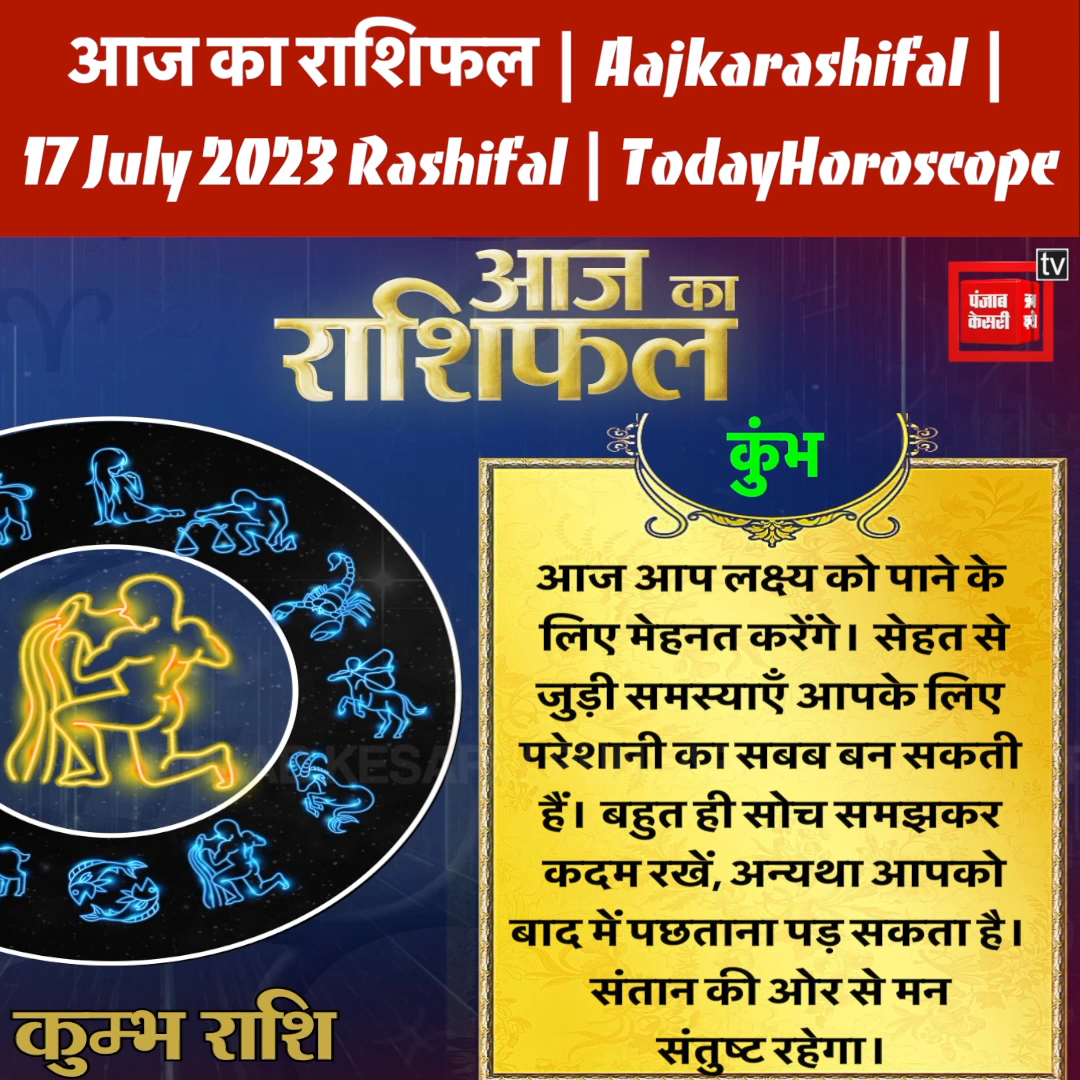 आज का राशिफल | Aajkarashifal |
17 July 2023 Rashifal | TodayHoroscope
आज का
राशिफल
tv
पंजाब
केसरी
कुंभ
आज आप लक्ष्य को पाने के
लिए मेहनत करेंगे। सेहत से
जुड़ी समस्याएँ आपके लिए
परेशानी का सबब बन सकती
हैं। बहुत ही सोच समझकर
कदम रखें, अन्यथा आपको
बाद में पछताना पड़ सकता है।
संतान की ओर से मन
संतुष्ट रहेगा।
कुम्भ राशि